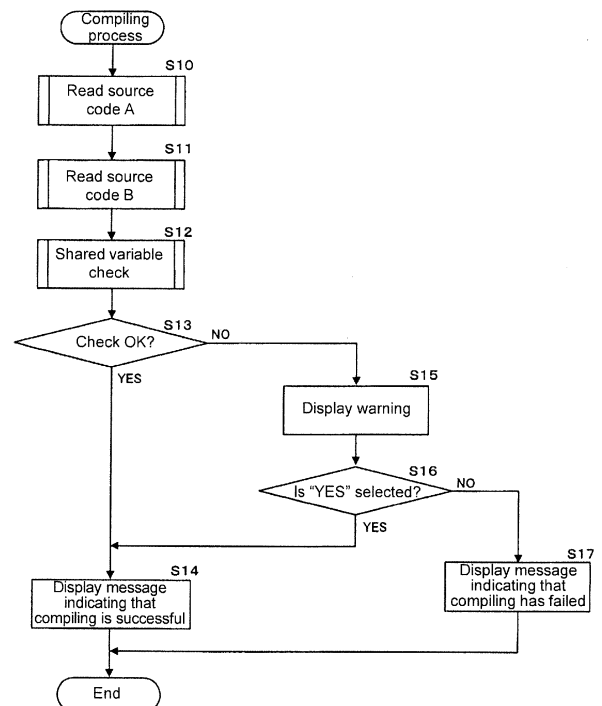 Compiling
process
S10
Read source
code A
S11
Read source
code B
S12
Shared variable
check
S13
Check OK?
NO
YES
S15
Display warning
S16
Is “YES” selected?
NO
YES
S14
Display message
indicating that
compiling is successful
S17
Display message
indicating that
compiling has failed
End